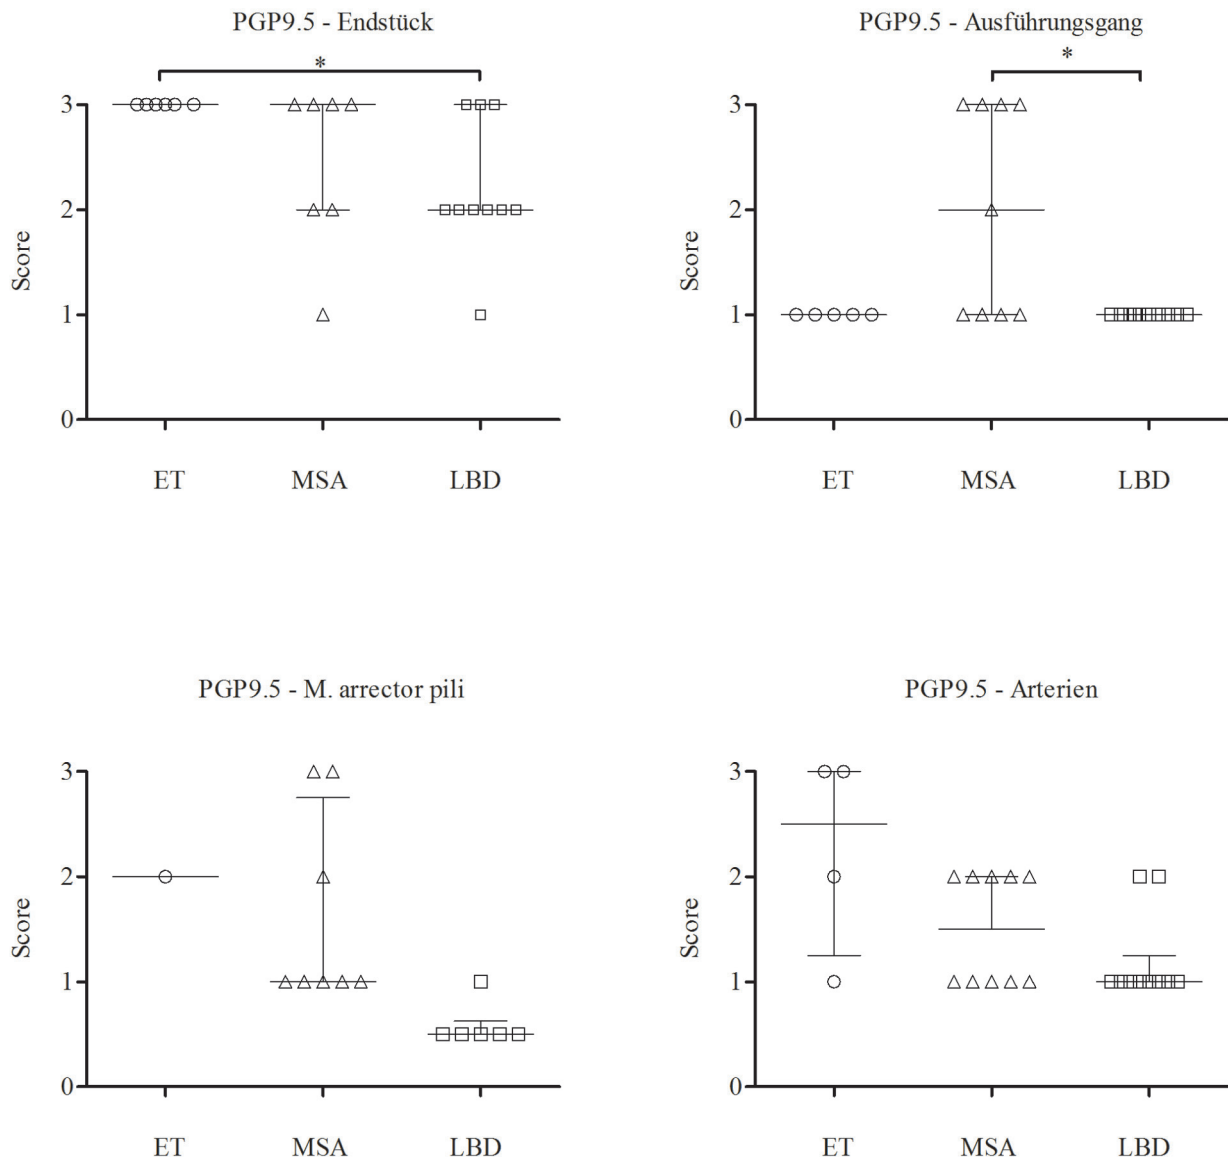 PGP9.5 - Endstück
*
3
2
1
0
Score
ET MSA LBD
PGP9.5 - Ausführungsgang
*
3
2
1
0
Score
ET MSA LBD
PGP9.5 - M. arrector pili
3
2
1
0
Score
ET MSA LBD
PGP9.5 - Arterien
3
2
1
0
Score
ET MSA LBD